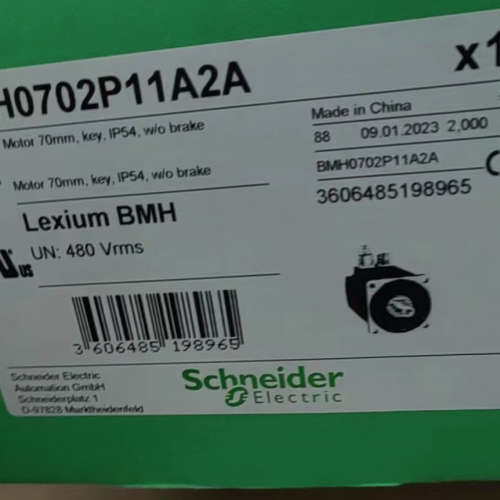 H0702P11A2A
x1
Motor 70mm, key, IP54, w/o brake
Made in China
88 09.01.2023 2,000
BMH0702P11A2A
3606485198965
Motor 70mm, key, IP54, w/o brake
Lexium BMH
UN: 480 Vrms
US
3 606485 198965
Schneider Electric
Automation GmbH
Schneiderplatz 1
D-97828 Marktheidenfeld
Schneider
Electric